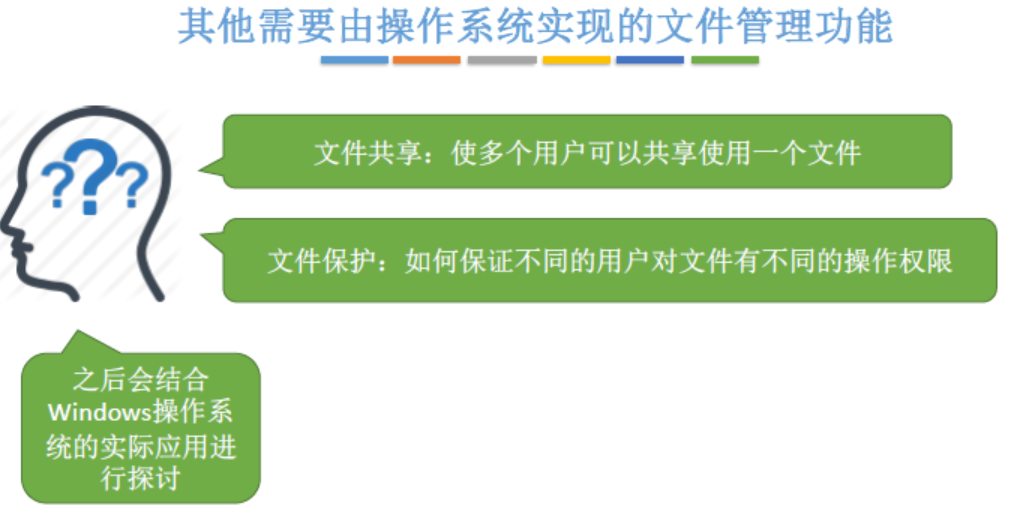 其他需要由操作系统实现的文件管理功能
???
文件共享：使多个用户可以共享使用一个文件
文件保护：如何保证不同的用户对文件有不同的操作权限
之后会结合
Windows操作系
统的实际应用进
行探讨